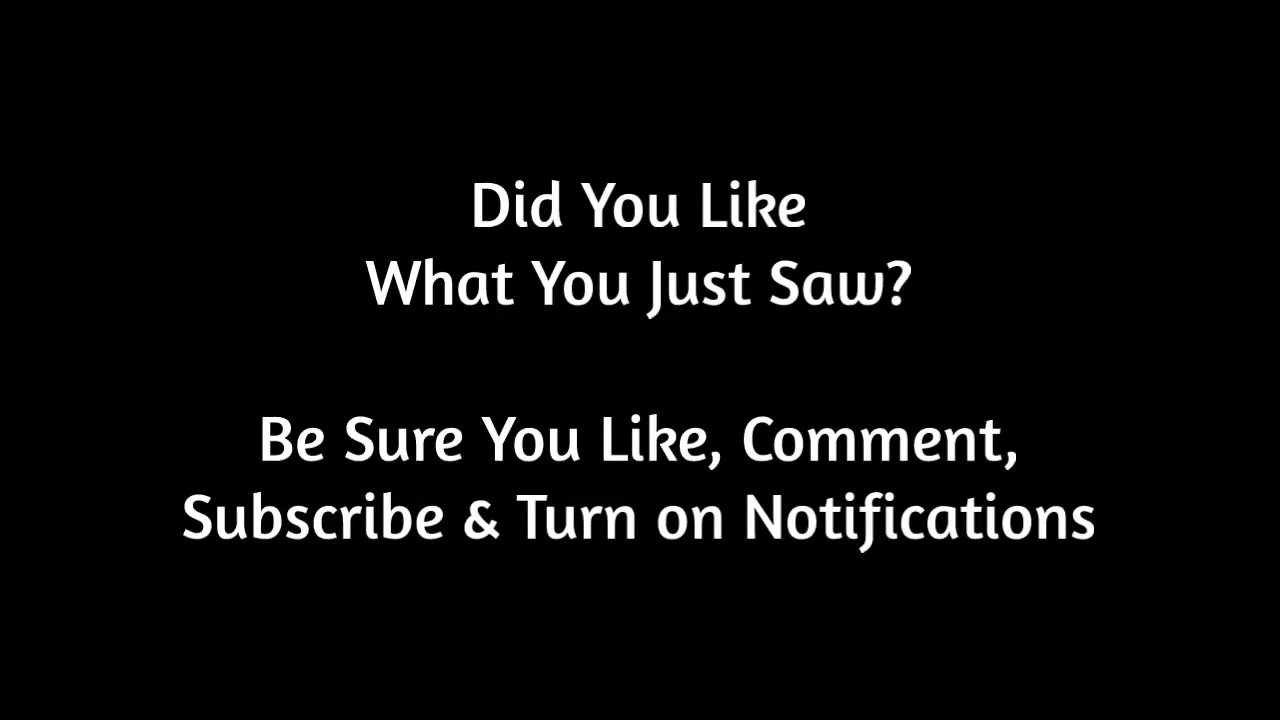 Did You Like
What You Just Saw?
Be Sure You Like, Comment,
Subscribe & Turn on Notifications